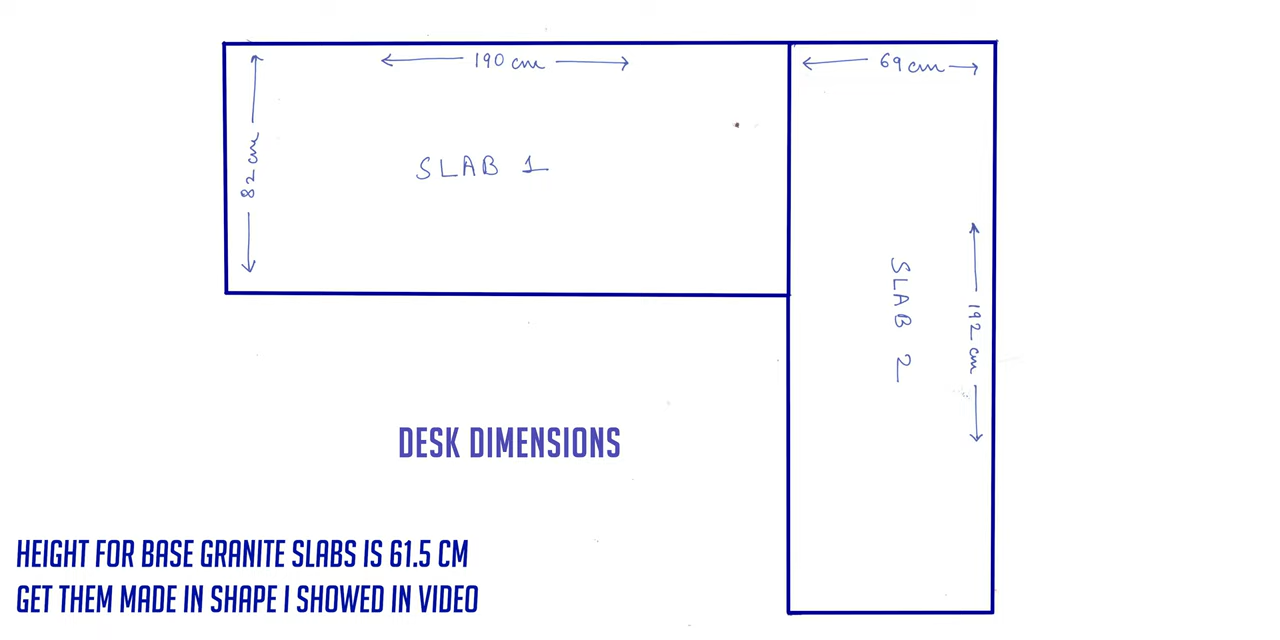 190 cm
69 cm
82 cm
SLAB 1
SLAB 2
192 cm
DESK DIMENSIONS
HEIGHT FOR BASE GRANITE SLABS IS 61.5 CM
GET THEM MADE IN SHAPE I SHOWED IN VIDEO